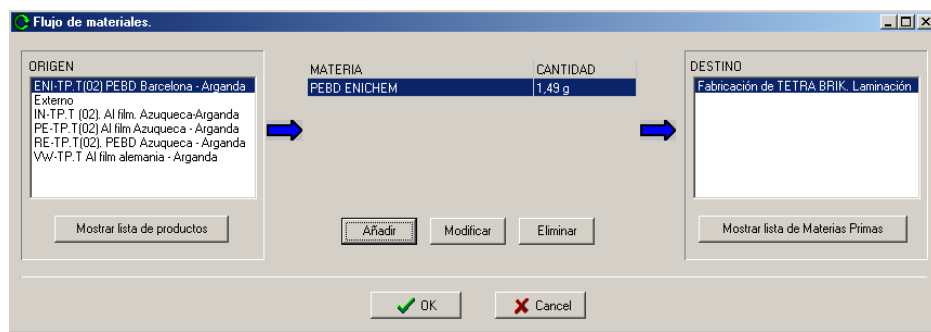 Flujo de materiales.
ORIGEN
ENI-TP.T(02) PEBD Barcelona - Arganda
Externo
IN-TP.T (02). Al film. Azuqueca-Arganda
PE-TP.T(02) Al film Azuqueca - Arganda
RE-TP.T(02). PEBD Azuqueca - Arganda
VW-TP.T Al film alemania - Arganda
Mostrar lista de productos
MATERIA CANTIDAD
PEBD ENICHEM 1,49 g
Añadir Modificar Eliminar
DESTINO
Fabricación de TETRA BRIK. Laminación
Mostrar lista de Materias Primas
OK Cancel